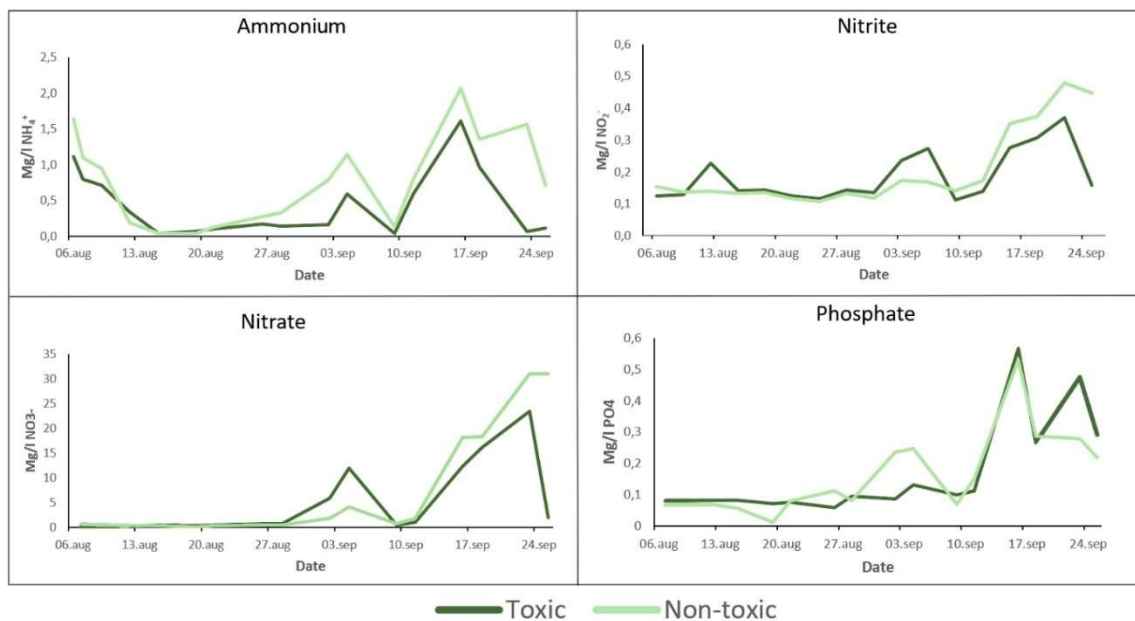 Ammonium
2,5
2,0
1,5
1,0
0,5
0,0
Mg/l NH₄⁺
06.aug 13.aug 20.aug 27.aug 03.sep 10.sep 17.sep 24.sep
Date
Nitrite
0,6
0,5
0,4
0,3
0,2
0,1
0,0
Mg/l NO₂⁻
06.aug 13.aug 20.aug 27.aug 03.sep 10.sep 17.sep 24.sep
Date
Nitrate
35
30
25
20
15
10
5
0
Mg/l NO3-
06.aug 13.aug 20.aug 27.aug 03.sep 10.sep 17.sep 24.sep
Date
Phosphate
0,6
0,5
0,4
0,3
0,2
0,1
0
Mg/l PO4
06.aug 13.aug 20.aug 27.aug 03.sep 10.sep 17.sep 24.sep
Date
Toxic Non-toxic